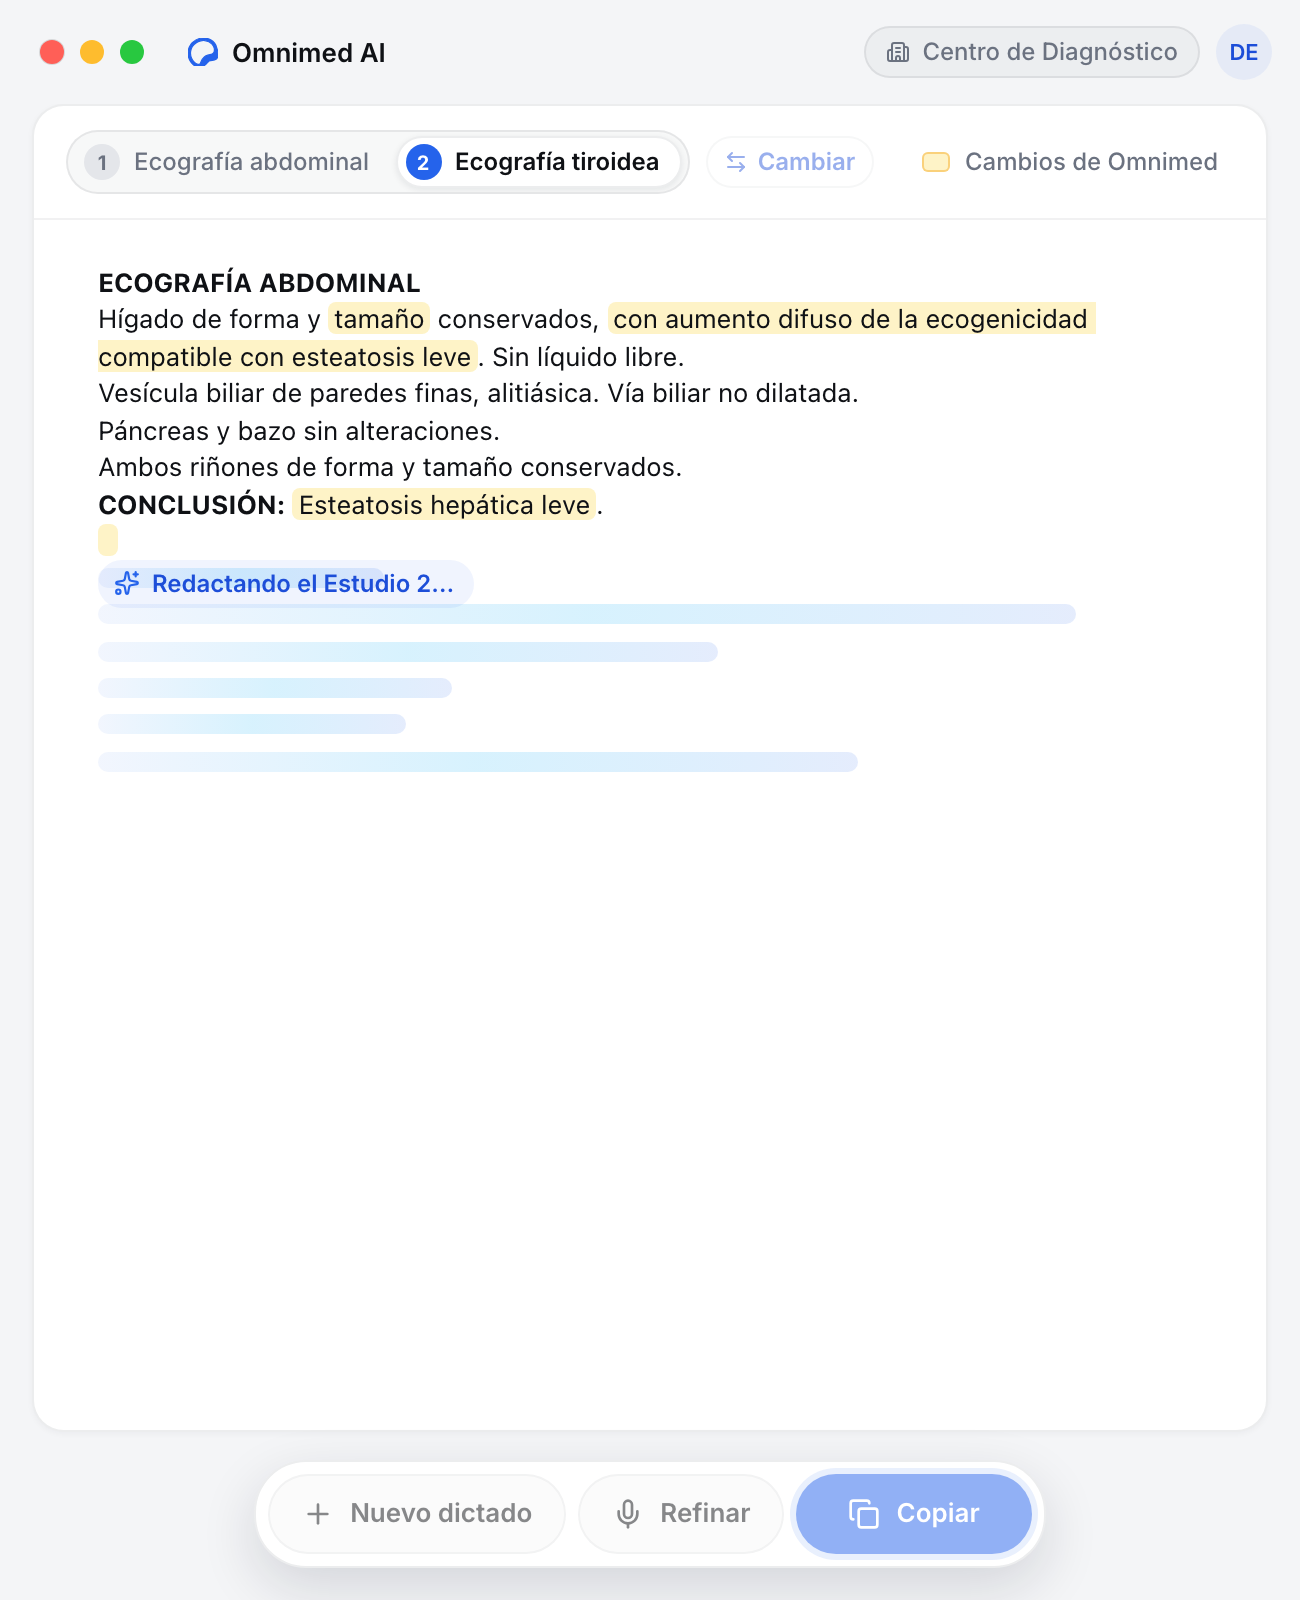 Omnimed AI
Centro de Diagnóstico
DE
1 Ecografía abdominal
2 Ecografía tiroidea
Cambiar
Cambios de Omnimed
ECOGRAFÍA ABDOMINAL
Hígado de forma y tamaño conservados, con aumento difuso de la ecogenicidad
compatible con esteatosis leve. Sin líquido libre.
Vesícula biliar de paredes finas, alitiásica. Vía biliar no dilatada.
Páncreas y bazo sin alteraciones.
Ambos riñones de forma y tamaño conservados.
CONCLUSIÓN: Esteatosis hepática leve.
Redactando el Estudio 2...
Nuevo dictado
Refinar
Copiar